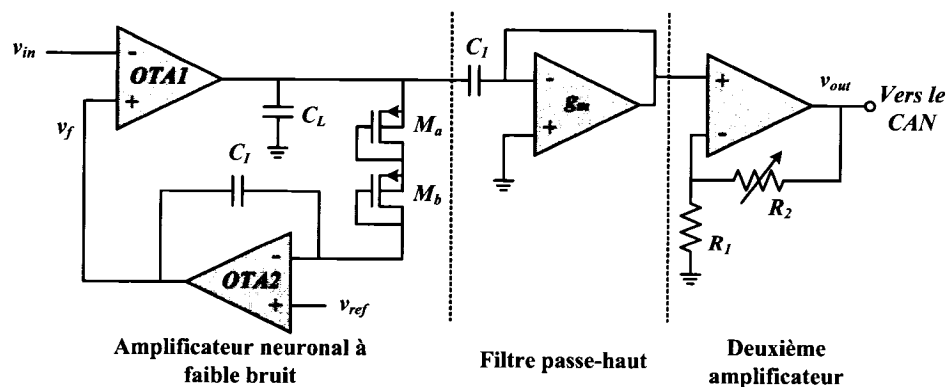 v_in
-
OTA1
+
v_f
C_L
M_a
M_b
C_I
-
OTA2
+
v_ref
C_I
-
g_m
+
+
-
v_out
Vers le
CAN
R_2
R_1
Amplificateur neuronal à
faible bruit
Filtre passe-haut
Deuxième
amplificateur